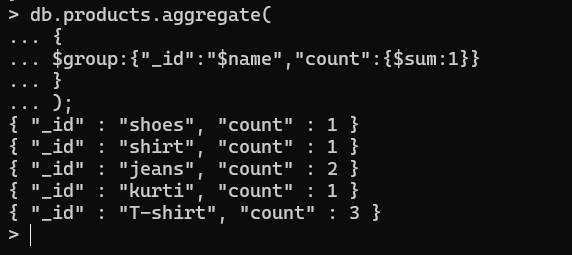 > db.products.aggregate(
... {
... $group:{"_id":"$name","count":{$sum:1}}
... }
... );
{ "_id" : "shoes", "count" : 1 }
{ "_id" : "shirt", "count" : 1 }
{ "_id" : "jeans", "count" : 2 }
{ "_id" : "kurti", "count" : 1 }
{ "_id" : "T-shirt", "count" : 3 }
>